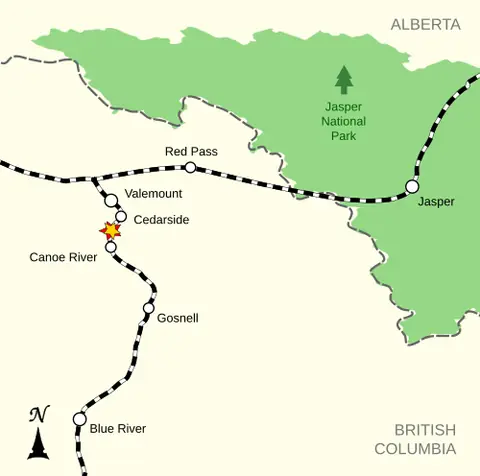 ALBERTA
Jasper
National
Park
Red Pass
Valemount
Jasper
Cedarside
Canoe River
Gosnell
N
Blue River
BRITISH
COLUMBIA